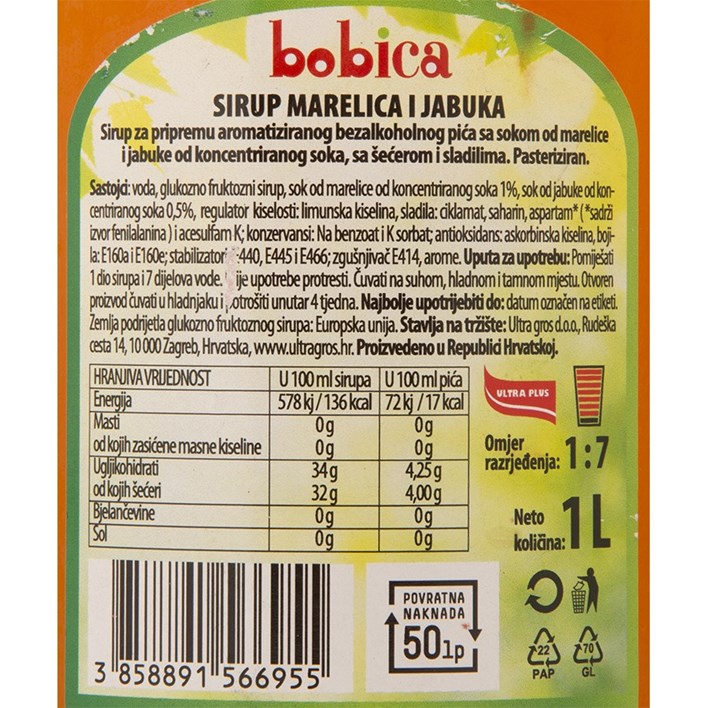 bobica
SIRUP MARELICA I JABUKA
Sirup za pripremu aromatiziranog bezalkoholnog pića sa sokom od marelice
i jabuke od koncentriranog soka, sa šećerom i sladilima. Pasteriziran.
Sastojci: voda, glukozno fruktozni sirup, sok od marelice od koncentriranog soka 1%, sok od jabuke od kon-
centriranog soka 0,5%, regulator kiselosti: limunska kiselina, sladila: ciklamat, saharin, aspartam* (*sadrži
izvor fenilalanina) i acesulfam K; konzervansi: Na benzoat i K sorbat; antioksidans: askorbinska kiselina, boji-
la: E160a i E160e; stabilizatori 440, E445 i E466; zgušnjivač E414, arome. Uputa za upotrebu: Pomiješati
1 dio sirupa i 7 dijelova vode. ije upotrebe protresti. Čuvati na suhom, hladnom i tamnom mjestu. Otvoren
proizvod čuvati u hladnjaku i potrošiti unutar 4 tjedna. Najbolje upotrijebiti do: datum označen na etiketi.
Zemlja podrijetla glukozno fruktoznog sirupa: Europska unija. Stavlja na tržište: Ultra gros d.o.o., Rudeška
cesta 14, 10 000 Zagreb, Hrvatska, www.ultragros.hr. Proizvedeno u Republici Hrvatskoj.
HRANJIVA VRIJEDNOST U 100 ml sirupa U 100 ml pića
Energija 578 kj / 136 kcal 72 kj / 17 kcal
Masti 0g 0g
od kojih zasićene masne kiseline 0g 0g
Ugljikohidrati 34 g 4,25 g
od kojih šećeri 32 g 4,00 g
Bjelančevine 0g 0g
Sol 0g 0g
ULTRA PLUS
Omjer
razrjeđenja: 1:7
Neto
količina: 1L
3 858891 566955
POVRATNA
NAKNADA
50 lp
22
PAP
70
GL